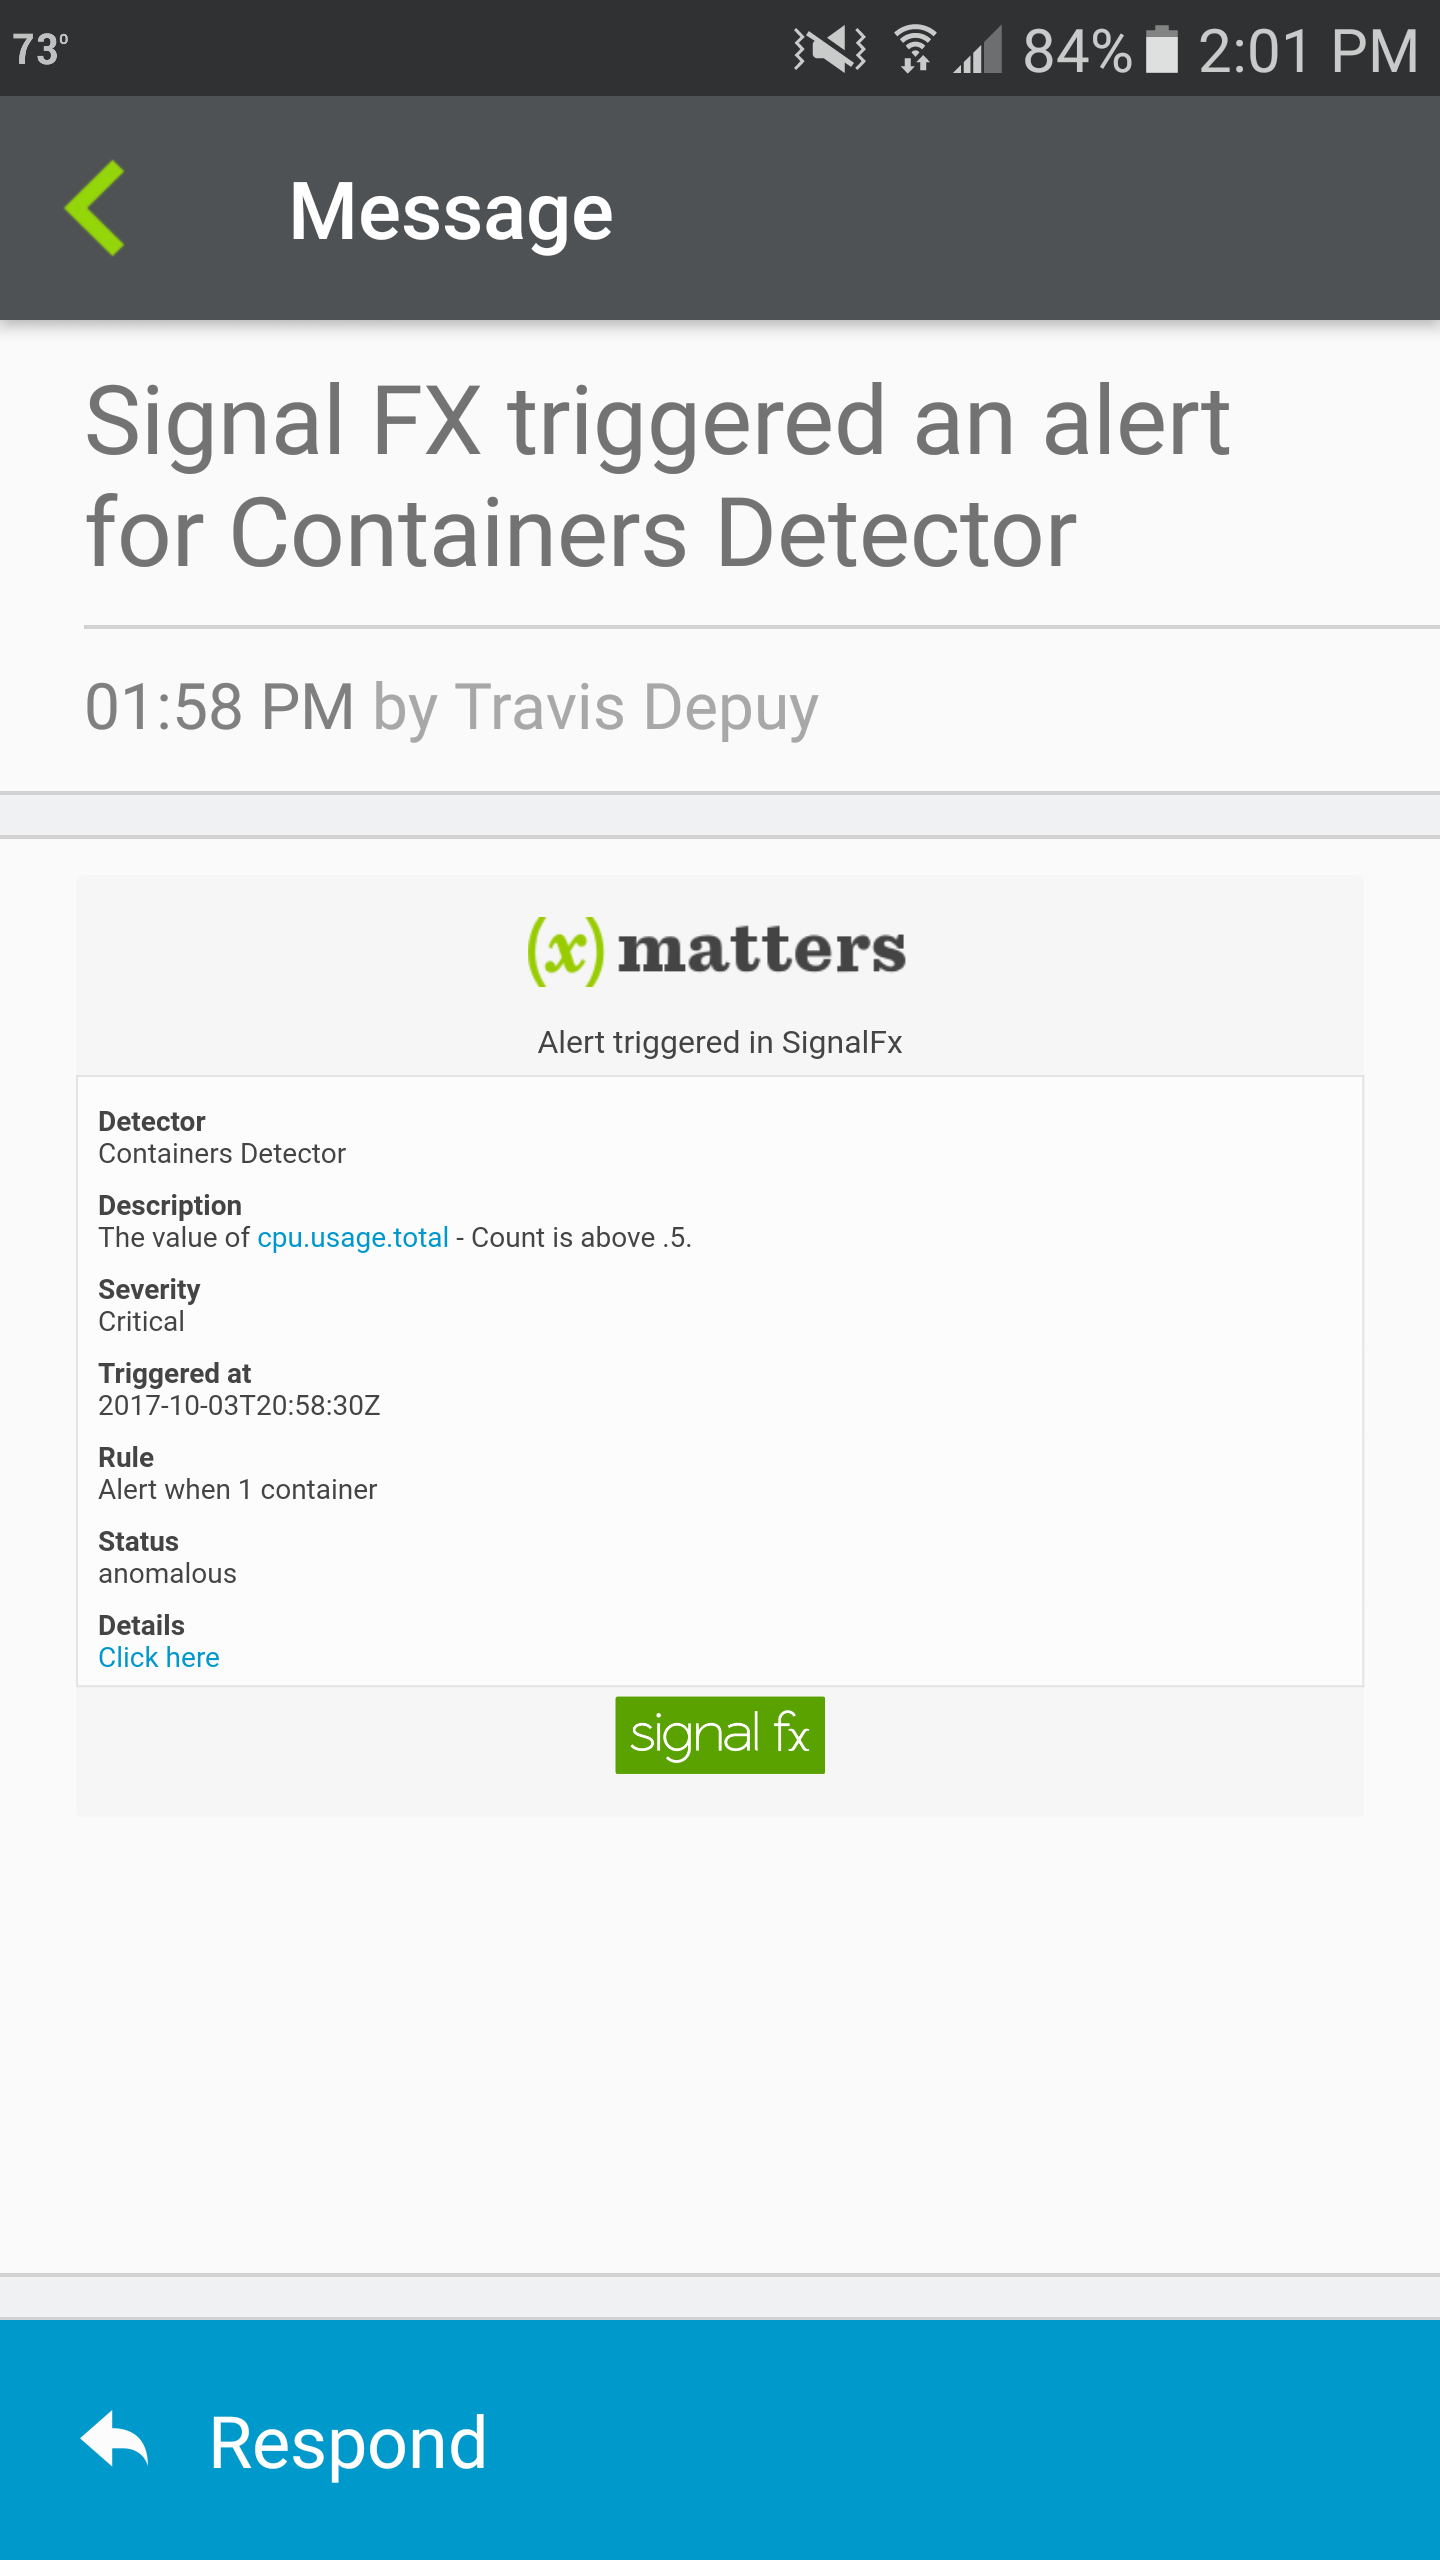 73°
84% 2:01 PM
Message
Signal FX triggered an alert
for Containers Detector
01:58 PM by Travis Depuy
(x) matters
Alert triggered in SignalFx
Detector
Containers Detector
Description
The value of cpu.usage.total - Count is above .5.
Severity
Critical
Triggered at
2017-10-03T20:58:30Z
Rule
Alert when 1 container
Status
anomalous
Details
Click here
signal fx
Respond